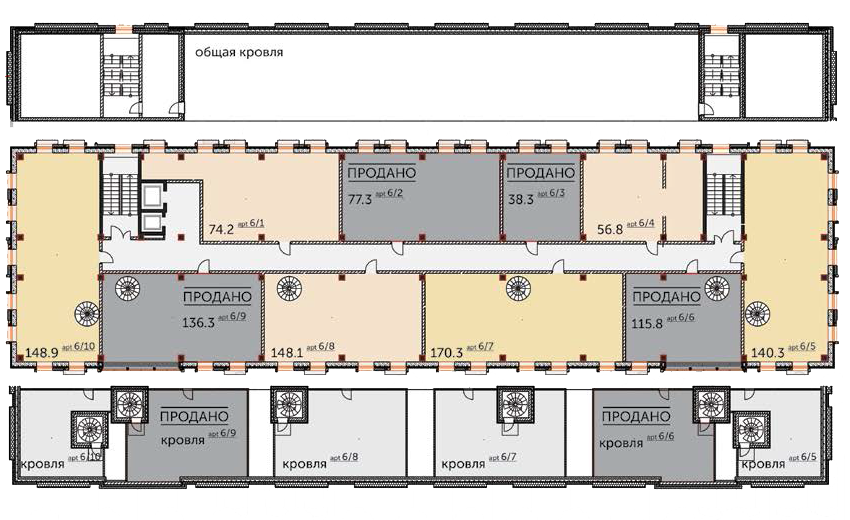 общая кровля
ПРОДАНО
77.3 apt 6/2
ПРОДАНО
38.3 apt 6/3
74.2 apt 6/1
56.8 apt 6/4
ПРОДАНО
136.3 apt 6/9
ПРОДАНО
115.8 apt 6/6
148.9 apt 6/10
148.1 apt 6/8
170.3 apt 6/7
140.3 apt 6/5
ПРОДАНО
кровля apt 6/9
ПРОДАНО
кровля apt 6/6
кровля apt 6/10
кровля apt 6/8
кровля apt 6/7
кровля apt 6/5